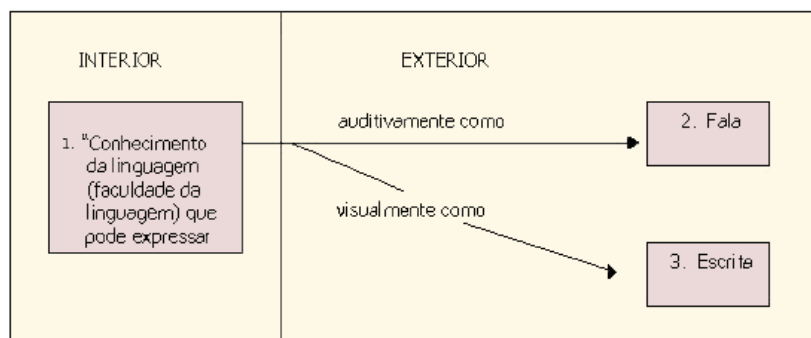 INTERIOR
EXTERIOR
1. "Conhecimento
da linguagem
(faculdade da
linguagem) que
pode expressar
auditivamente como
2. Fala
visualmente como
3. Escrita